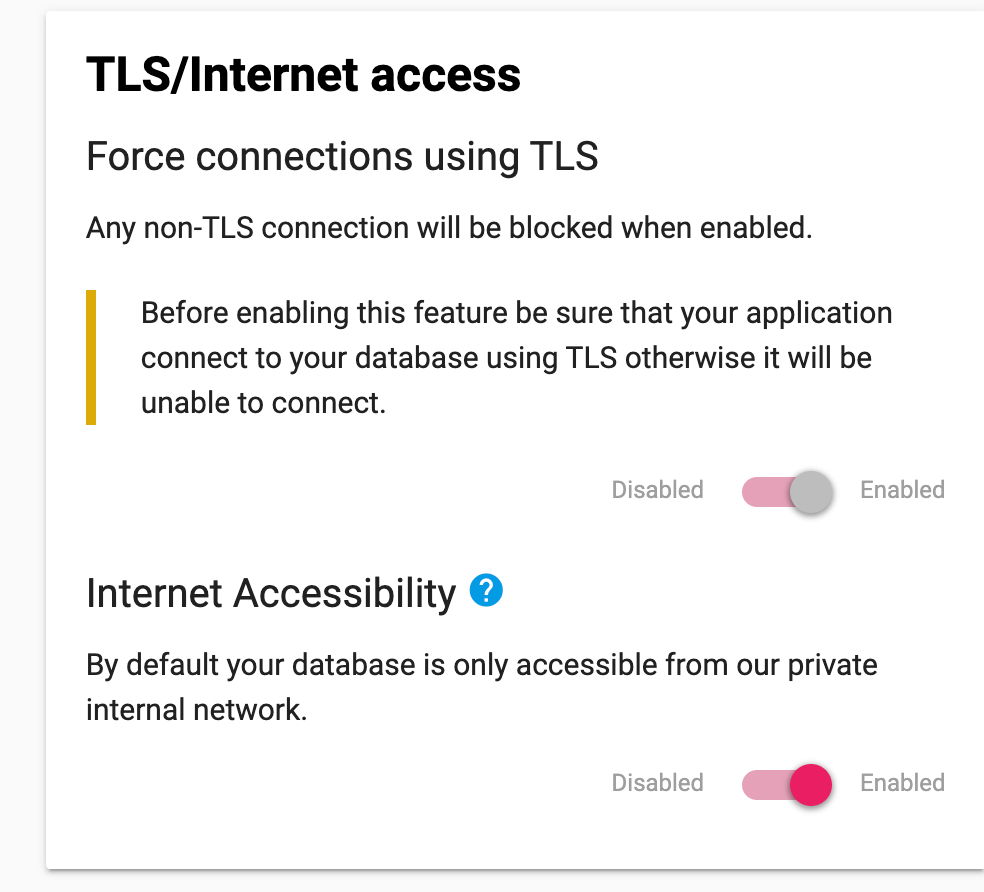 TLS/Internet access
Force connections using TLS
Any non-TLS connection will be blocked when enabled.
Before enabling this feature be sure that your application
connect to your database using TLS otherwise it will be
unable to connect.
Disabled Enabled
Internet Accessibility ?
By default your database is only accessible from our private
internal network.
Disabled Enabled